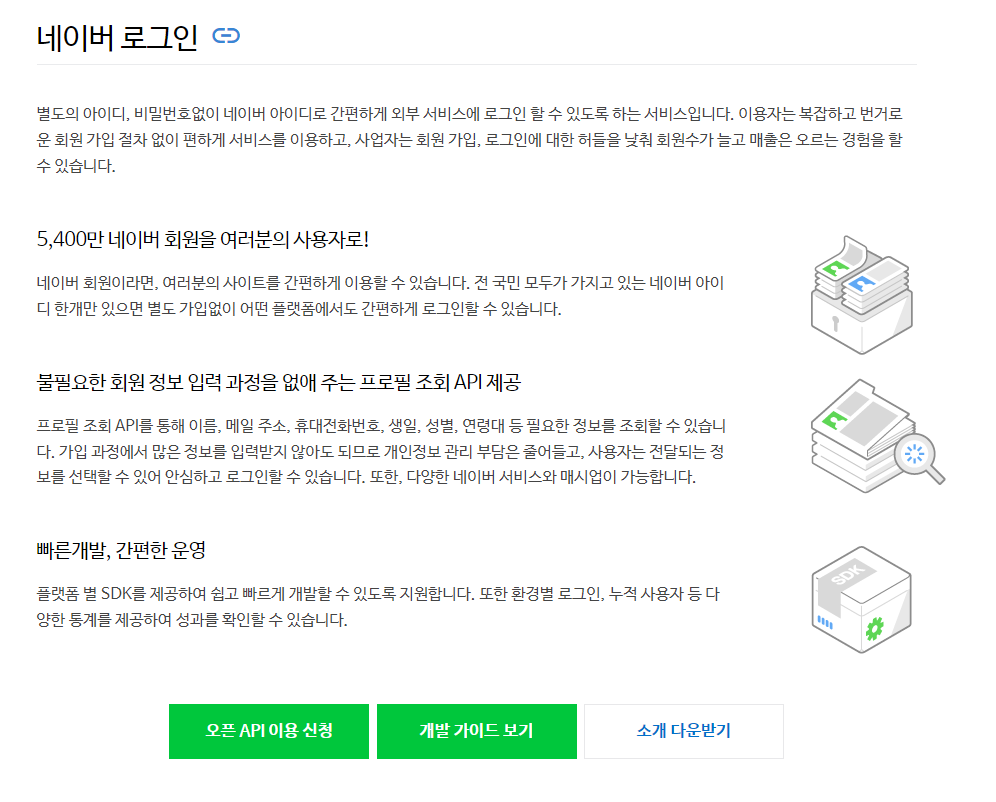 네이버 로그인
별도의 아이디, 비밀번호없이 네이버 아이디로 간편하게 외부 서비스에 로그인 할 수 있도록 하는 서비스입니다. 이용자는 복잡하고 번거로
운 회원 가입 절차 없이 편하게 서비스를 이용하고, 사업자는 회원 가입, 로그인에 대한 허들을 낮춰 회원수가 늘고 매출은 오르는 경험을 할
수 있습니다.
5,400만 네이버 회원을 여러분의 사용자로!
네이버 회원이라면, 여러분의 사이트를 간편하게 이용할 수 있습니다. 전 국민 모두가 가지고 있는 네이버 아이
디 한개만 있으면 별도 가입없이 어떤 플랫폼에서도 간편하게 로그인할 수 있습니다.
불필요한 회원 정보 입력 과정을 없애 주는 프로필 조회 API 제공
프로필 조회 API를 통해 이름, 메일 주소, 휴대전화번호, 생일, 성별, 연령대 등 필요한 정보를 조회할 수 있습니
다. 가입 과정에서 많은 정보를 입력받지 않아도 되므로 개인정보 관리 부담은 줄어들고, 사용자는 전달되는 정
보를 선택할 수 있어 안심하고 로그인할 수 있습니다. 또한, 다양한 네이버 서비스와 매시업이 가능합니다.
빠른개발, 간편한 운영
플랫폼 별 SDK를 제공하여 쉽고 빠르게 개발할 수 있도록 지원합니다. 또한 환경별 로그인, 누적 사용자 등 다
양한 통계를 제공하여 성과를 확인할 수 있습니다.
SDK
오픈 API 이용 신청
개발 가이드 보기
소개 다운받기